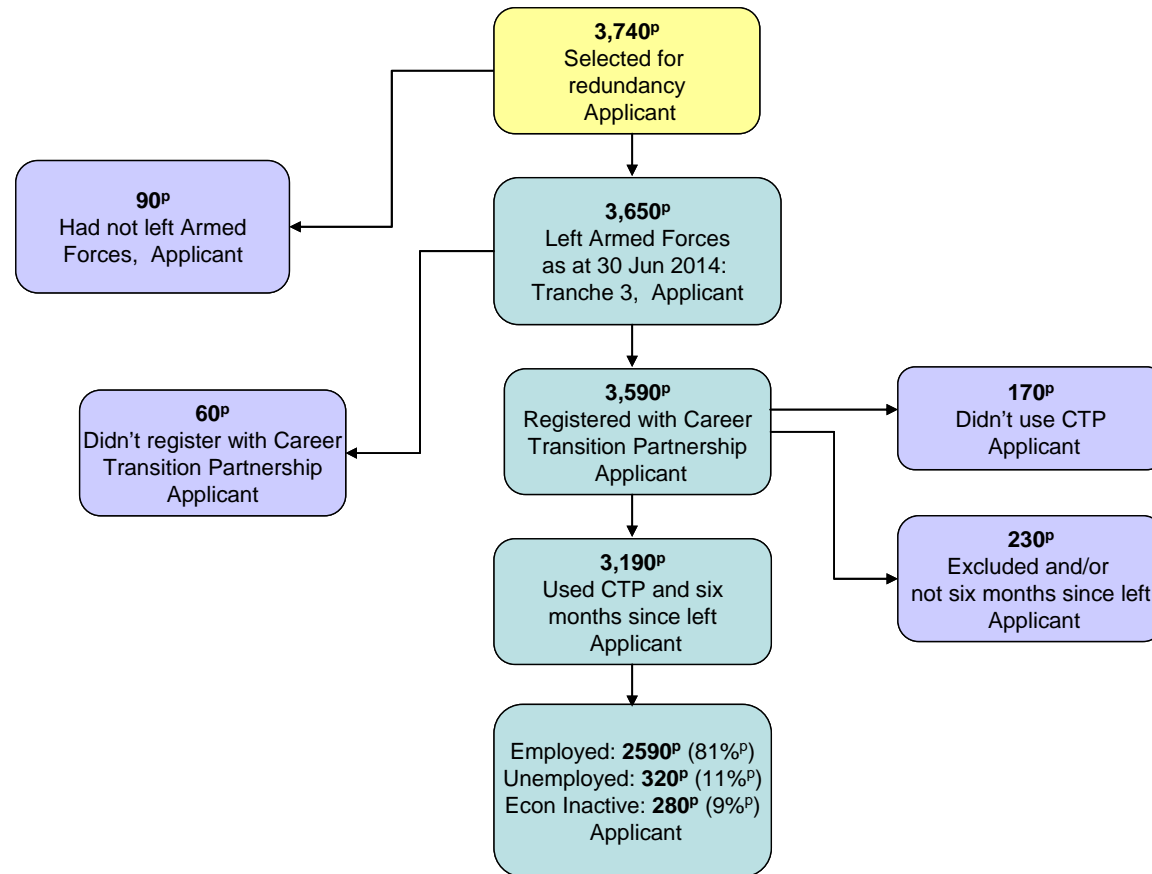 3,740ᵖ
Selected for
redundancy
Applicant
90ᵖ
Had not left Armed
Forces,  Applicant
3,650ᵖ
Left Armed Forces
as at 30 Jun 2014:
Tranche 3,  Applicant
60ᵖ
Didn't register with Career
Transition Partnership
Applicant
3,590ᵖ
Registered with Career
Transition Partnership
Applicant
170ᵖ
Didn't use CTP
Applicant
230ᵖ
Excluded and/or
not six months since left
Applicant
3,190ᵖ
Used CTP and six
months since left
Applicant
Employed: 2590ᵖ (81%ᵖ)
Unemployed: 320ᵖ (11%ᵖ)
Econ Inactive: 280ᵖ (9%ᵖ)
Applicant